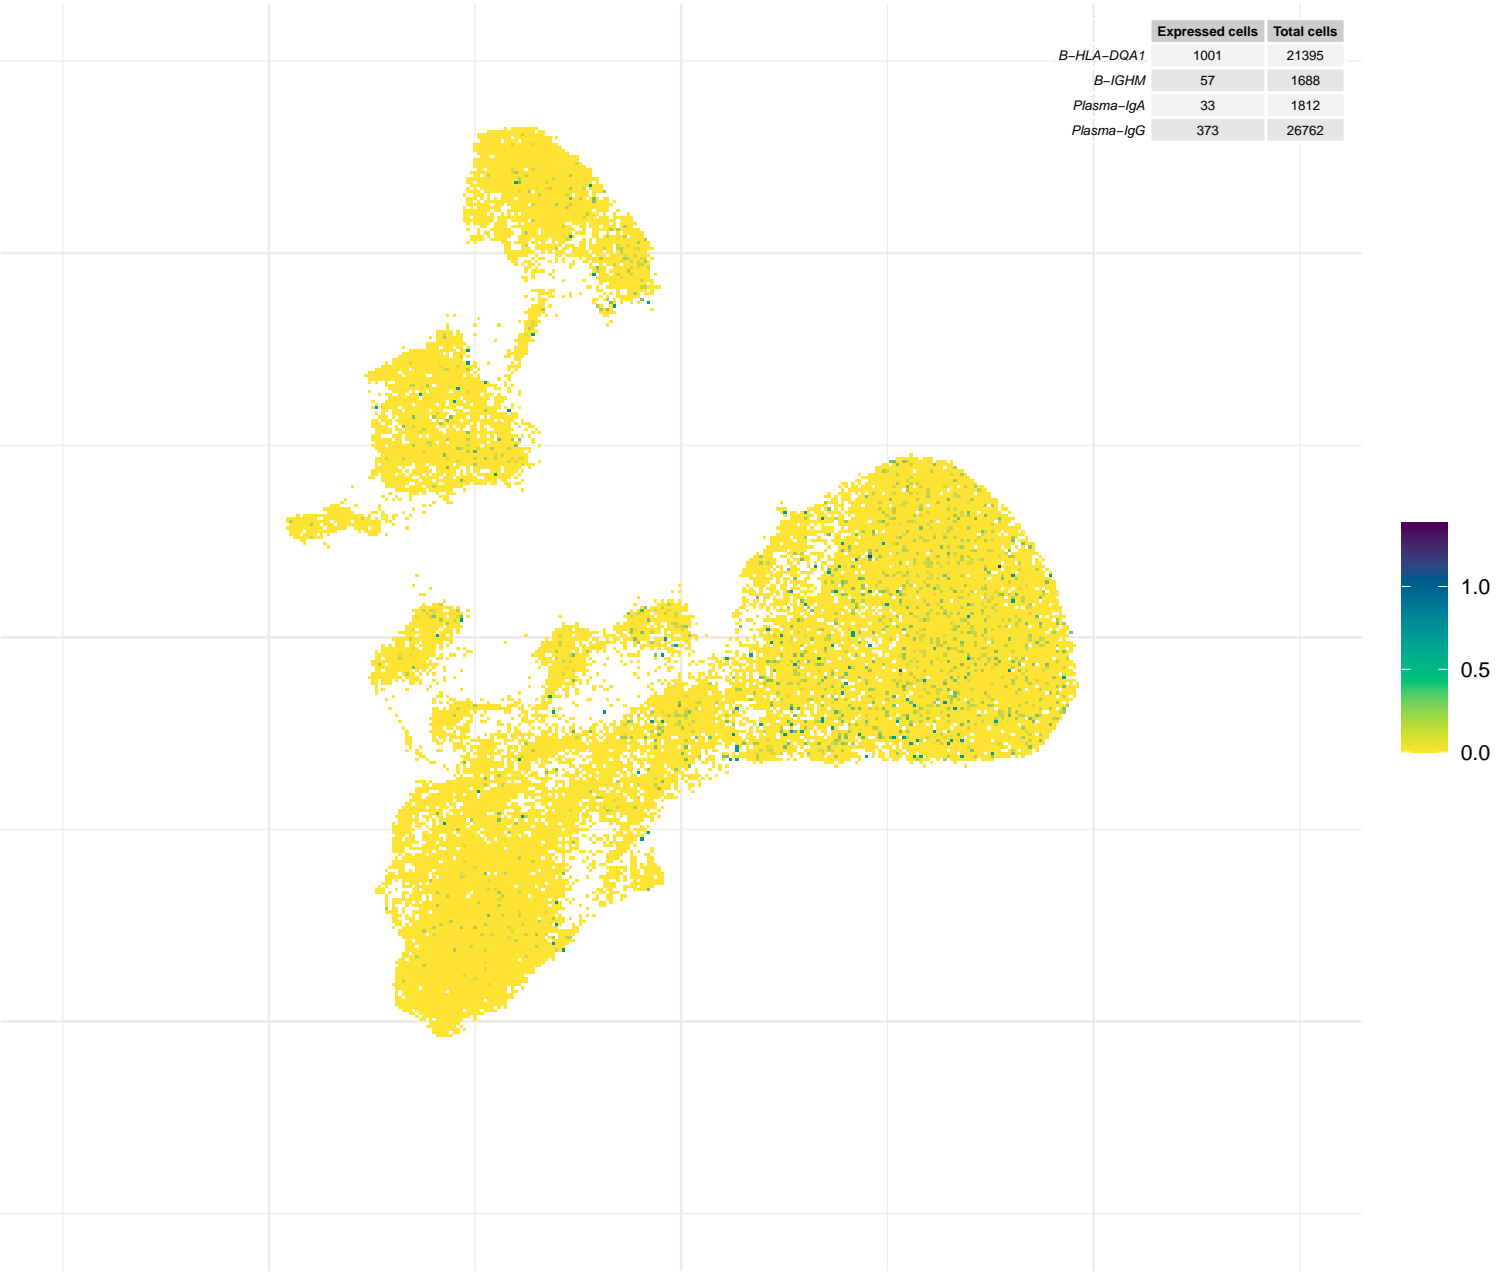 Expressed cells Total cells
B−HLA−DQA1 1001 21395
B−IGHM 57 1688
Plasma−IgA 33 1812
Plasma−IgG 373 26762
1.0
0.5
0.0